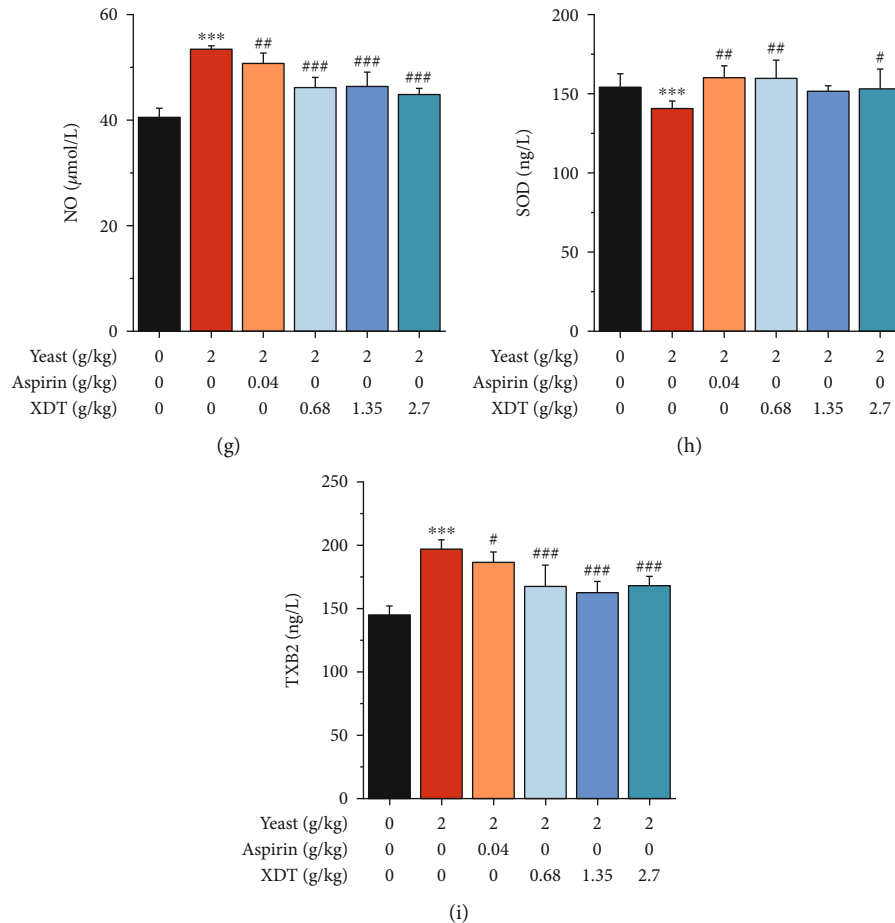 60
40
20
0
NO (μmol/L)
*** ## ### ### ###
Yeast (g/kg) 0 2 2 2 2 2
Aspirin (g/kg) 0 0 0.04 0 0 0
XDT (g/kg) 0 0 0 0.68 1.35 2.7
(g)
200
150
100
50
0
SOD (ng/L)
*** ## ## #
Yeast (g/kg) 0 2 2 2 2 2
Aspirin (g/kg) 0 0 0.04 0 0 0
XDT (g/kg) 0 0 0 0.68 1.35 2.7
(h)
250
200
150
100
50
0
TXB2 (ng/L)
*** # ### ### ###
Yeast (g/kg) 0 2 2 2 2 2
Aspirin (g/kg) 0 0 0.04 0 0 0
XDT (g/kg) 0 0 0 0.68 1.35 2.7
(i)